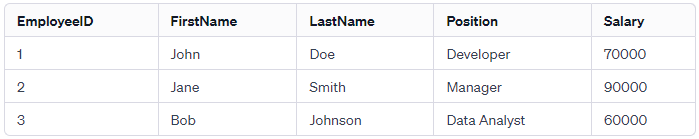 EmployeeID FirstName LastName Position Salary
1 John Doe Developer 70000
2 Jane Smith Manager 90000
3 Bob Johnson Data Analyst 60000